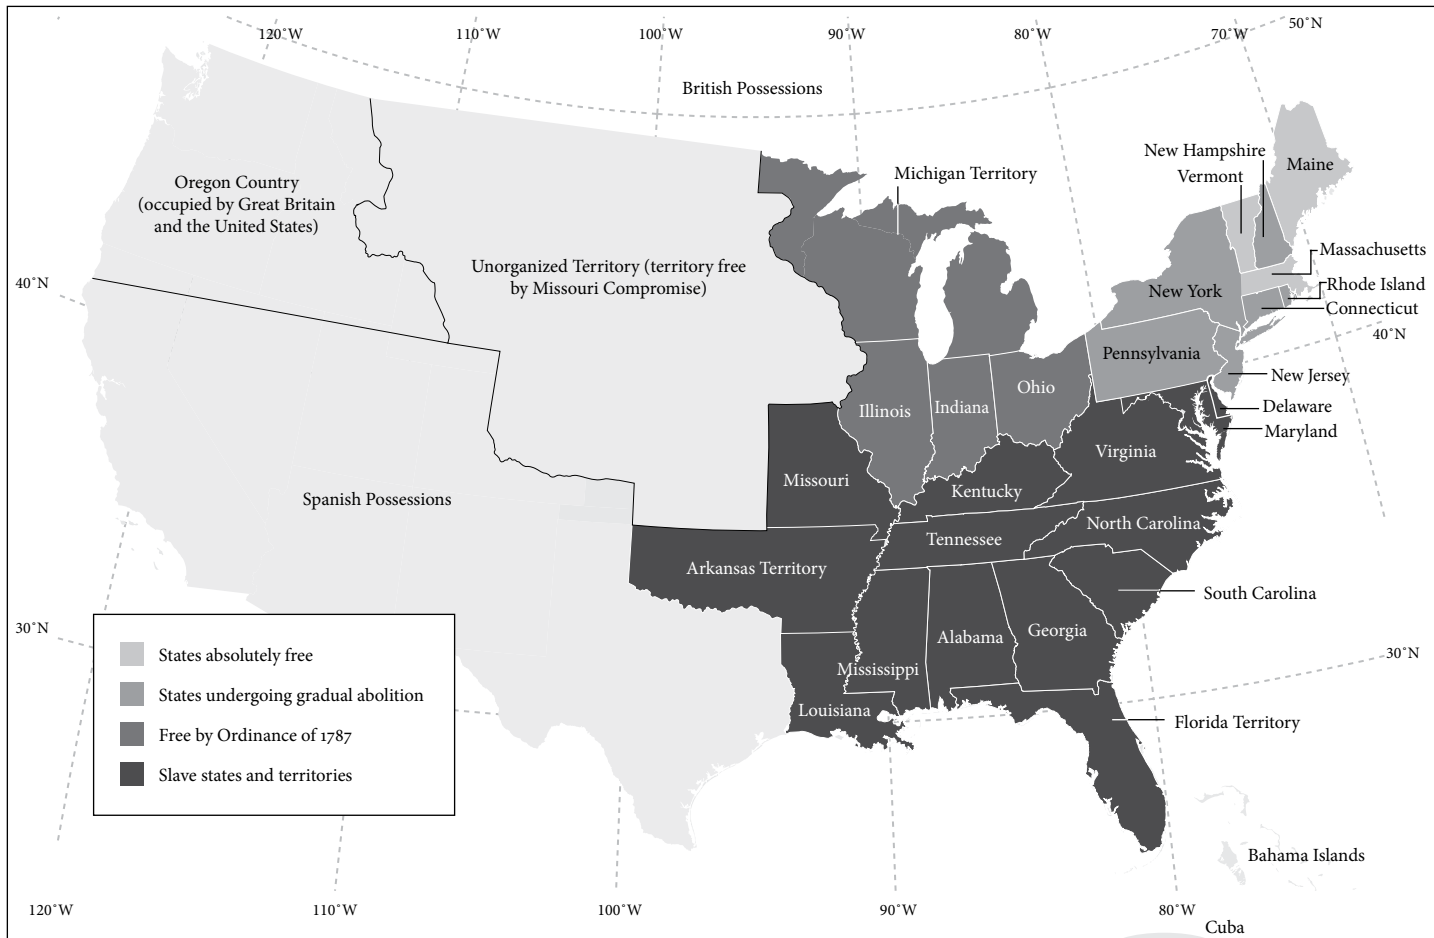 120°W
110°W
100°W
90°W
80°W
70°W
50°N
British Possessions
New Hampshire
Vermont
Maine
Michigan Territory
Oregon Country
(occupied by Great Britain
and the United States)
Massachusetts
Unorganized Territory (territory free
by Missouri Compromise)
40°N
New York
Rhode Island
Connecticut
40°N
Pennsylvania
New Jersey
Ohio
Illinois
Indiana
Delaware
Maryland
Virginia
Missouri
Kentucky
Spanish Possessions
North Carolina
Tennessee
Arkansas Territory
South Carolina
30°N
Georgia
Alabama
30°N
Mississippi
Louisiana
Florida Territory
States absolutely free
States undergoing gradual abolition
Free by Ordinance of 1787
Slave states and territories
Bahama Islands
120°W
110°W
100°W
90°W
80°W
Cuba